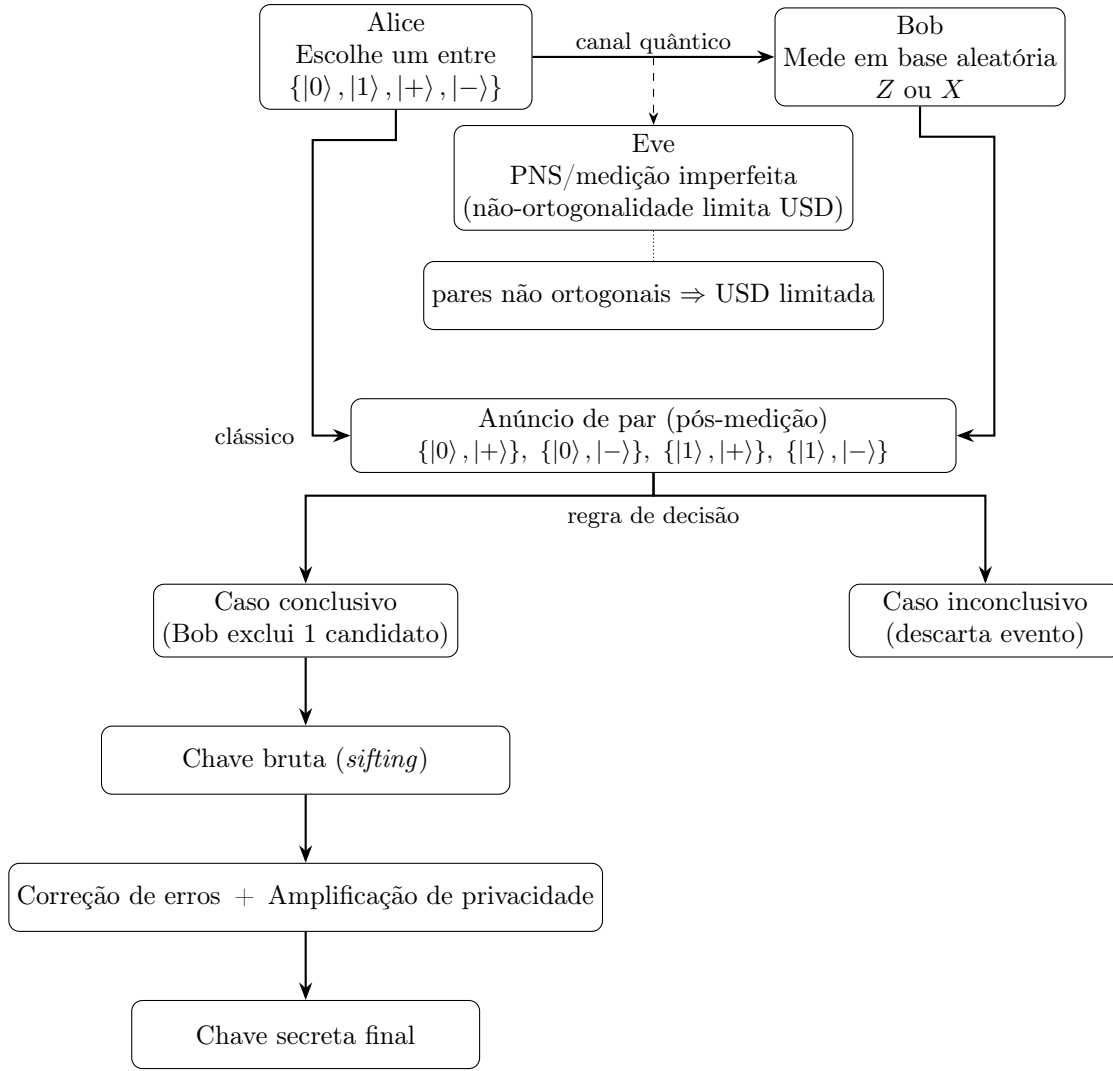 Alice
Escolhe um entre
{|0⟩, |1⟩, |+⟩, |−⟩}
canal quântico
Bob
Mede em base aleatória
Z ou X
Eve
PNS/medição imperfeita
(não-ortogonalidade limita USD)
pares não ortogonais ⇒ USD limitada
clássico
Anúncio de par (pós-medição)
{|0⟩, |+⟩}, {|0⟩, |−⟩}, {|1⟩, |+⟩}, {|1⟩, |−⟩}
regra de decisão
Caso conclusivo
(Bob exclui 1 candidato)
Caso inconclusivo
(descarta evento)
Chave bruta (sifting)
Correção de erros + Amplificação de privacidade
Chave secreta final